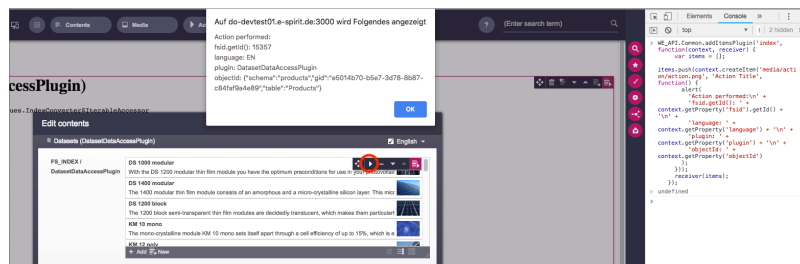 Contents
Media
Ac
?
(Enter search term)
Auf do-devtest01.e-spirit.de:3000 wird Folgendes angezeigt
Action performed:
fsid.getId(): 15357
language: EN
plugin: DatasetDataAccessPlugin
objectId: {"schema":"products","gid":"e5014b70-b5e7-3d78-8b87-
c84faf9a4e89","table":"Products"}
OK
cessPlugin)
ues.IndexConverter$IterableAccessor
Edit contents
Datasets (DatasetDataAccessPlugin)
English
FS_INDEX /
DatasetDataAccessPlugin
DS 1000 modular
With the DS 1200 modular thin film module you have the optimum preconditions for use in your photovoltaic
DS 1400 modular
The 1400 modular thin film module consists of an amorphous and a micro-crystalline silicon layer. This micr
DS 1200 block
The 1200 block semi-transparent thin film modules are decidedly translucent, which makes them particularl
KM 10 mono
The mono-crystalline module KM 10 mono sets itself apart through a cell efficiency of up to 15%, which is e
KM 12 poly
+ Add
New
Elements
Console
»
top
2 hidden
> WE_API.Common.addItemsPlugin('index',
function(context, receiver) {
var items = [];
items.push(context.createItem('media/acti
on/action.png', 'Action Title',
function() {
alert(
'Action performed:\n' +
'fsid.getId(): ' +
context.getProperty('fsid').getId() +
'\n' +
'language: ' +
context.getProperty('language') + '\n' +
'plugin: ' +
context.getProperty('plugin') + '\n' +
'objectId: ' +
context.getProperty('objectId')
);
}));
receiver(items);
});
undefined
>